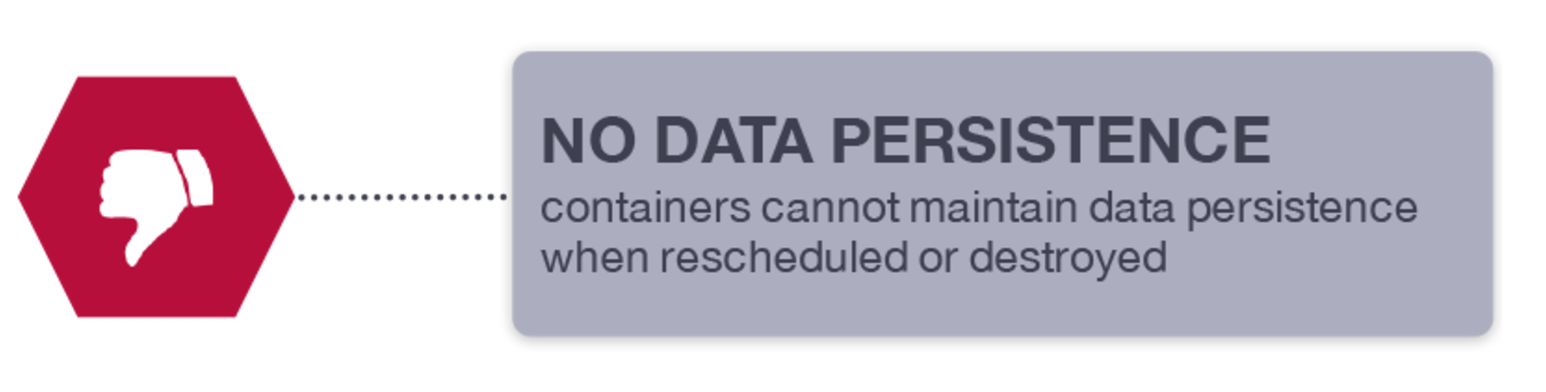 NO DATA PERSISTENCE
containers cannot maintain data persistence
when rescheduled or destroyed